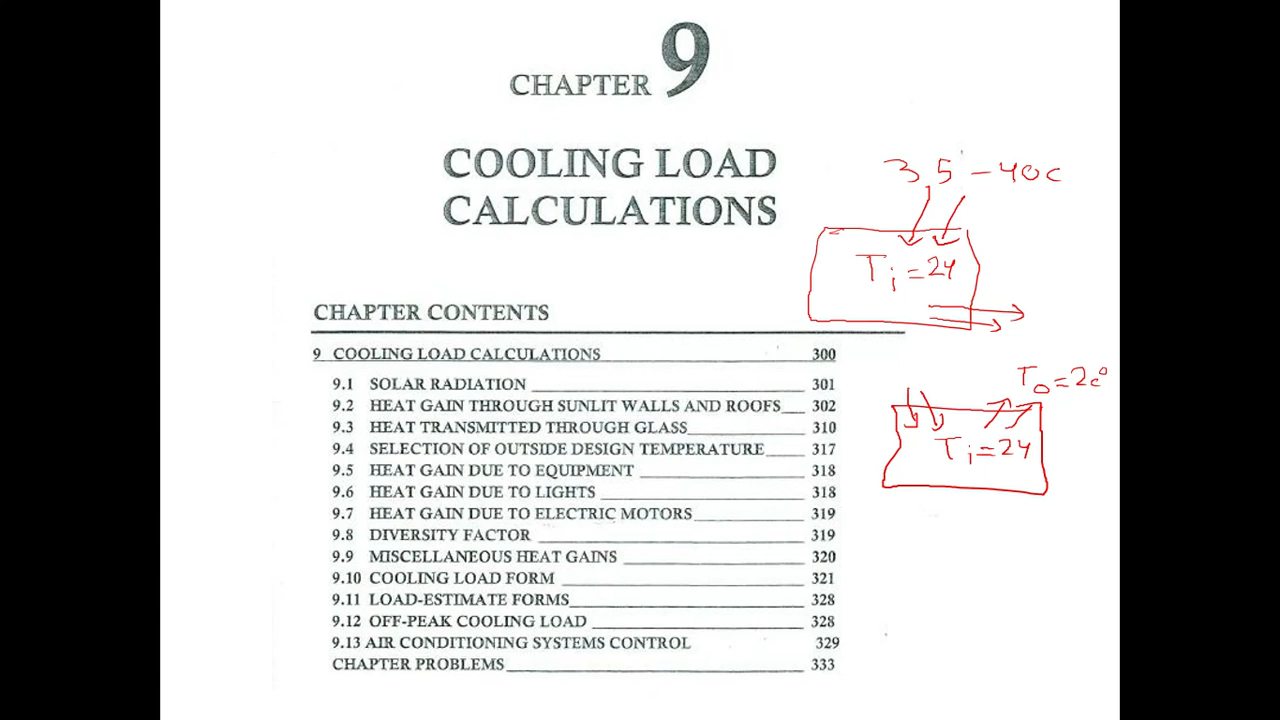 CHAPTER 9
COOLING LOAD
CALCULATIONS
35-40c
Ti=24
CHAPTER CONTENTS
9 COOLING LOAD CALCULATIONS 300
9.1 SOLAR RADIATION 301
9.2 HEAT GAIN THROUGH SUNLIT WALLS AND ROOFS 302
9.3 HEAT TRANSMITTED THROUGH GLASS 310
9.4 SELECTION OF OUTSIDE DESIGN TEMPERATURE 317
9.5 HEAT GAIN DUE TO EQUIPMENT 318
9.6 HEAT GAIN DUE TO LIGHTS 318
9.7 HEAT GAIN DUE TO ELECTRIC MOTORS 319
9.8 DIVERSITY FACTOR 319
9.9 MISCELLANEOUS HEAT GAINS 320
9.10 COOLING LOAD FORM 321
9.11 LOAD-ESTIMATE FORMS 328
9.12 OFF-PEAK COOLING LOAD 328
9.13 AIR CONDITIONING SYSTEMS CONTROL 329
CHAPTER PROBLEMS 333
Ti=24